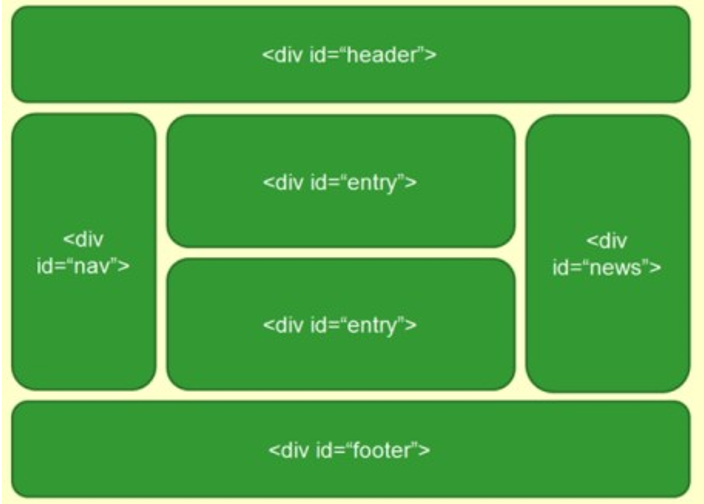 <div id=“header”>
<div id=“entry”>
<div
id=“nav”>
<div
id=“news”>
<div id=“entry”>
<div id=“footer”>